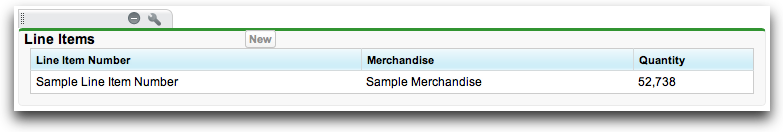 Line Items New
Line Item Number Merchandise Quantity
Sample Line Item Number Sample Merchandise 52,738